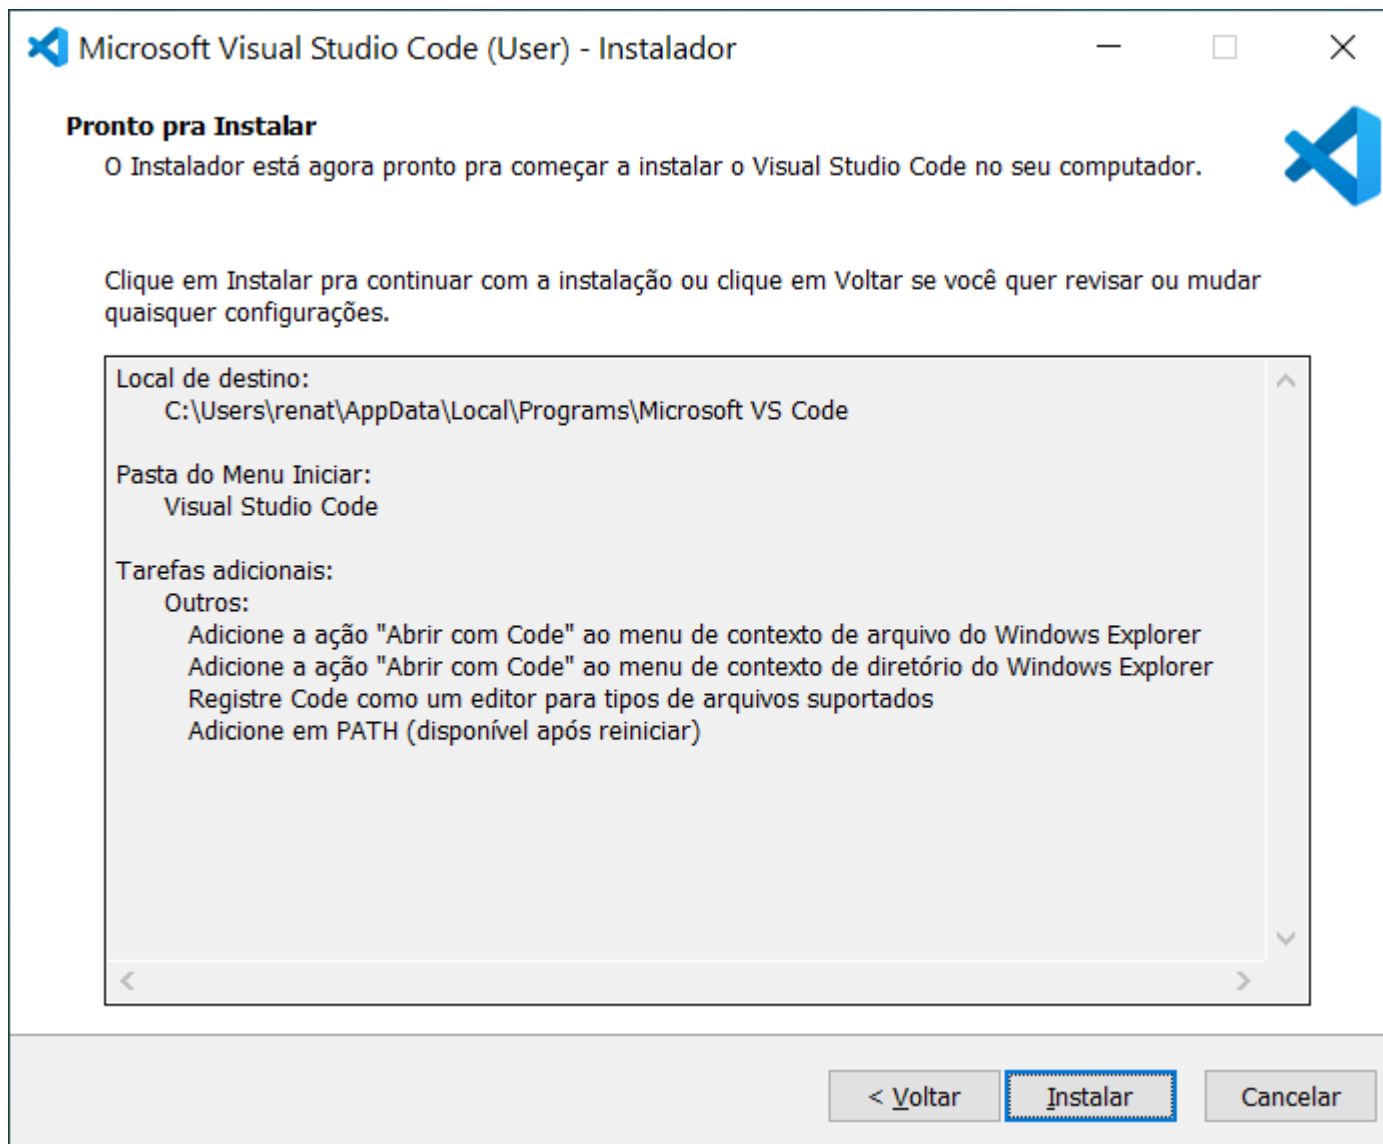 Microsoft Visual Studio Code (User) - Instalador
Pronto pra Instalar
O Instalador está agora pronto pra começar a instalar o Visual Studio Code no seu computador.
Clique em Instalar pra continuar com a instalação ou clique em Voltar se você quer revisar ou mudar
quaisquer configurações.
Local de destino:
C:\Users\renat\AppData\Local\Programs\Microsoft VS Code
Pasta do Menu Iniciar:
Visual Studio Code
Tarefas adicionais:
Outros:
Adicione a ação "Abrir com Code" ao menu de contexto de arquivo do Windows Explorer
Adicione a ação "Abrir com Code" ao menu de contexto de diretório do Windows Explorer
Registre Code como um editor para tipos de arquivos suportados
Adicione em PATH (disponível após reiniciar)
< Voltar
Instalar
Cancelar